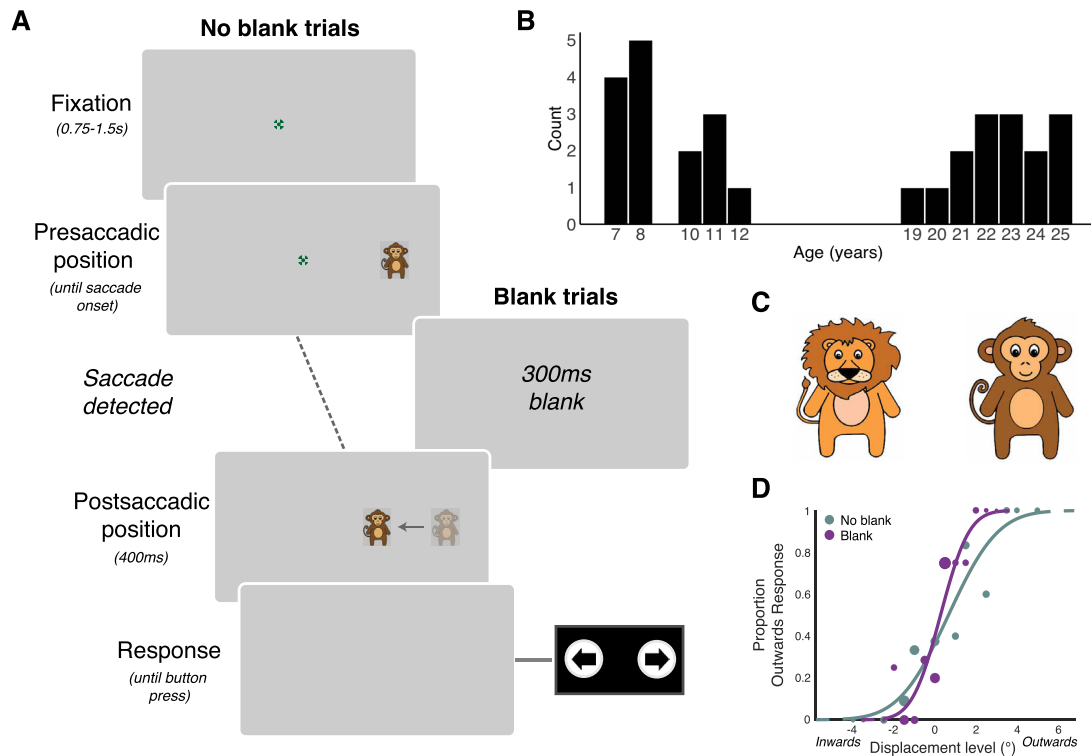 A
No blank trials
Fixation
(0.75-1.5s)
Presaccadic
position
(until saccade
onset)
Blank trials
300ms
blank
Saccade
detected
Postsaccadic
position
(400ms)
Response
(until button
press)
B
Count
5
4
3
2
1
0
7 8 10 11 12 19 20 21 22 23 24 25
Age (years)
C
D
No blank
Blank
Proportion
Outwards Response
1
0.8
0.6
0.4
0.2
0
-4 -2 0 2 4 6
Inwards Displacement level (°) Outwards